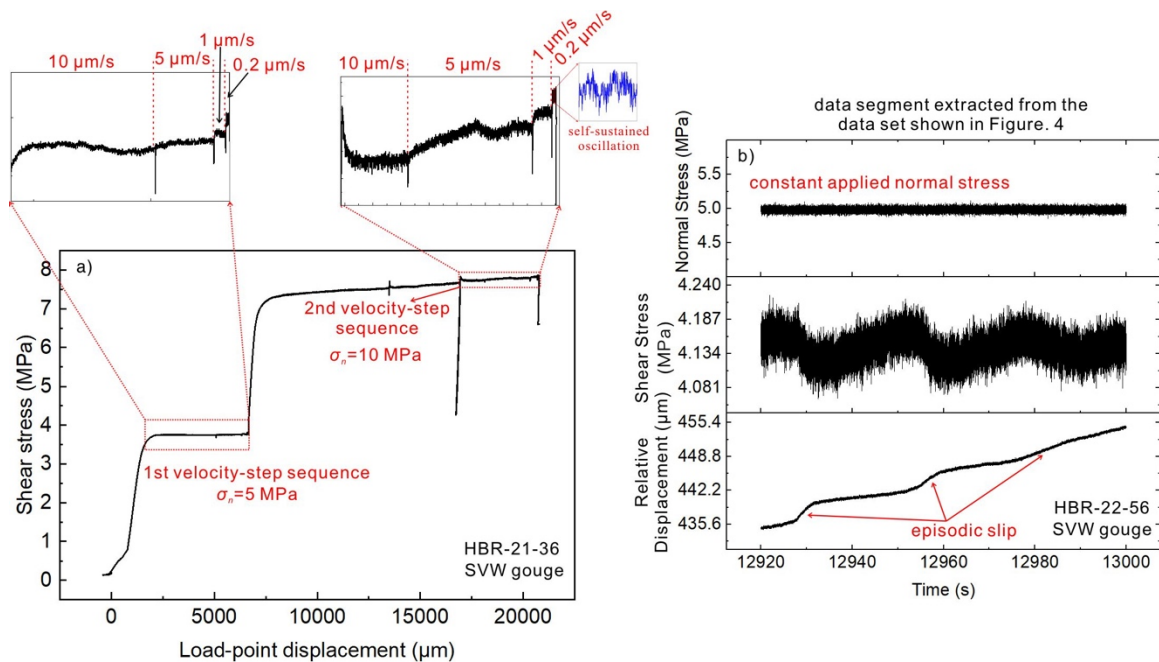 10 μm/s
5 μm/s
1 μm/s
0.2 μm/s
10 μm/s
5 μm/s
1 μm/s
0.2 μm/s
self-sustained
oscillation
a)
Shear stress (MPa)
8
7
6
5
4
3
2
1
0
2nd velocity-step
sequence
σn=10 MPa
1st velocity-step sequence
σn=5 MPa
HBR-21-36
SVW gouge
0
5000
10000
15000
20000
Load-point displacement (μm)
data segment extracted from the
data set shown in Figure. 4
b)
Normal Stress (MPa)
5.5
5.0
4.5
constant applied normal stress
Shear Stress
(MPa)
4.240
4.187
4.134
4.081
Relative
Displacement (μm)
455.4
448.8
442.2
435.6
episodic slip
HBR-22-56
SVW gouge
12920
12940
12960
12980
13000
Time (s)